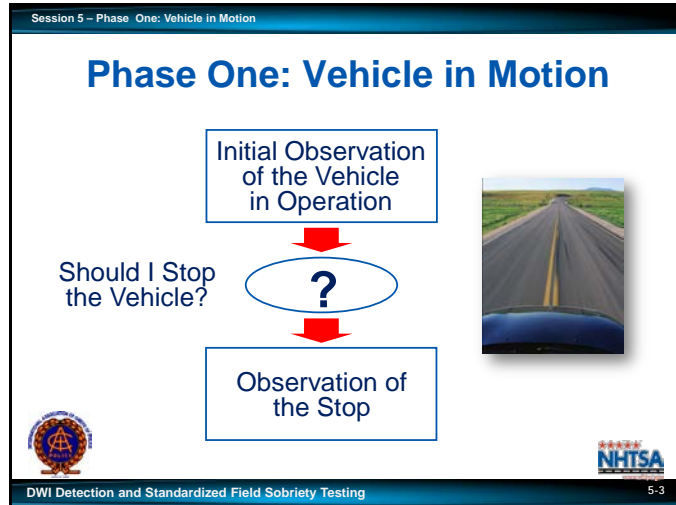 Session 5 – Phase One: Vehicle in Motion
Phase One: Vehicle in Motion
Initial Observation
of the Vehicle
in Operation
Should I Stop
the Vehicle?
?
Observation of
the Stop
NHTSA
DWI Detection and Standardized Field Sobriety Testing
5-3